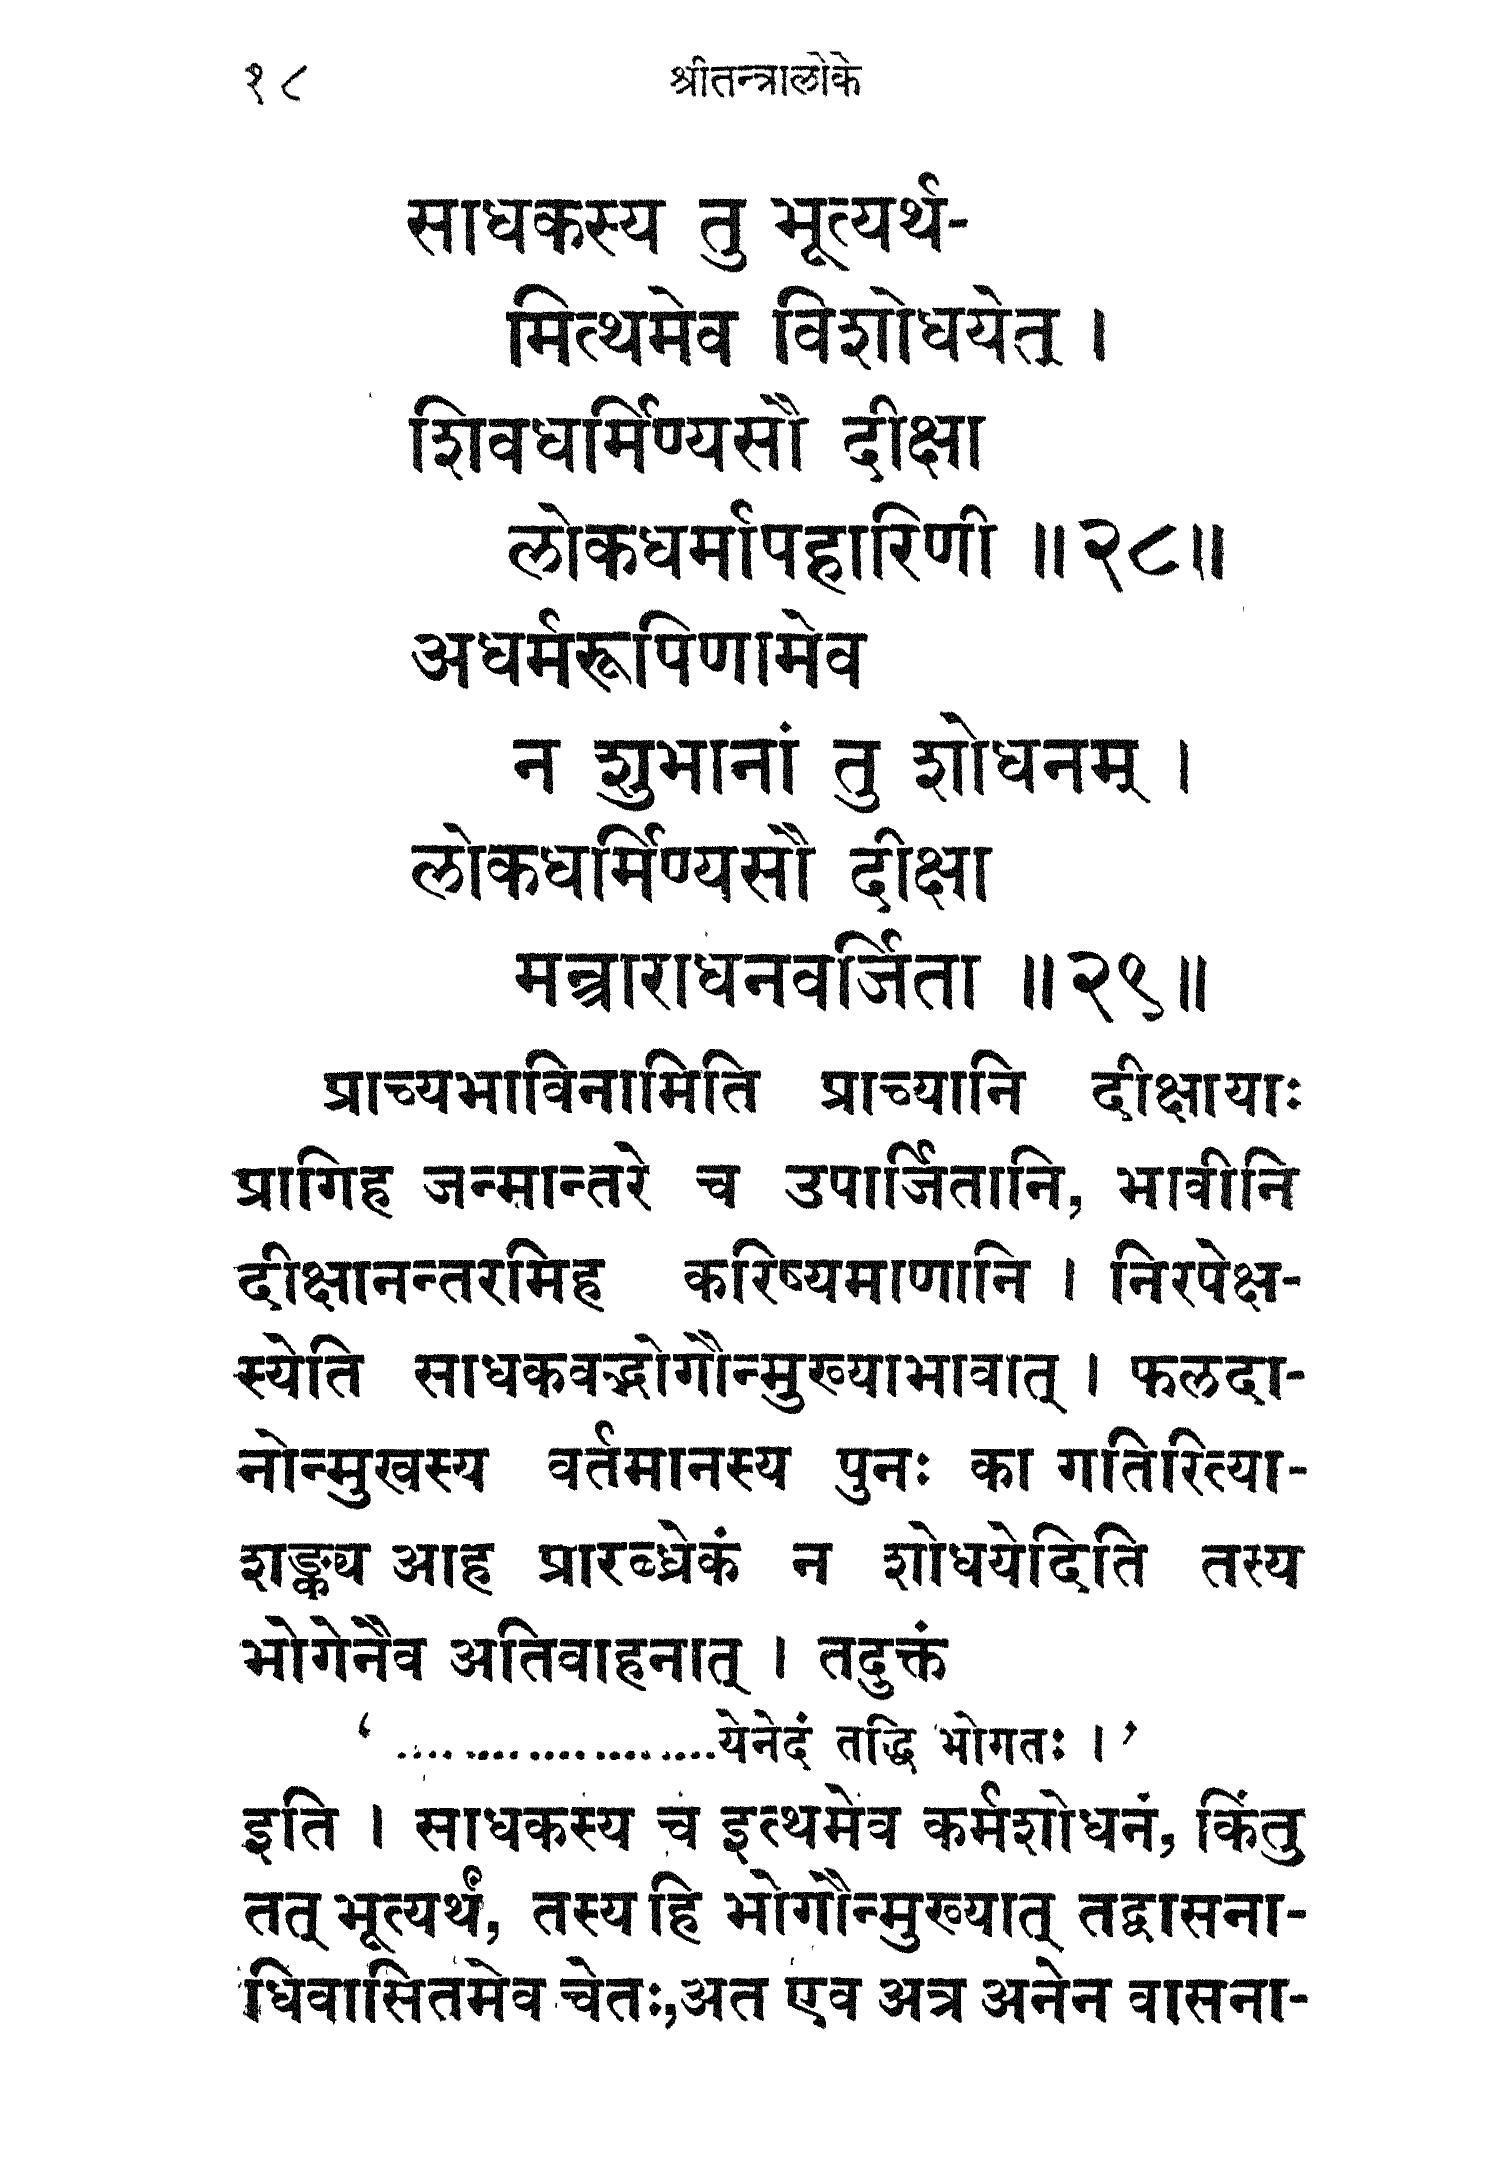 १८ श्रीतन्त्रालोके
साधकस्य तु भूत्यर्थ-
मित्थमेव विशोधयेत् ।
शिवधर्मिण्यसौ दीक्षा
लोकधर्मापहारिणी ॥२८॥
अधर्मरूपिणामेव
न शुभानां तु शोधनम् ।
लोकधर्मिण्यसौ दीक्षा
मन्त्राराधनवर्जिता ॥२९॥
प्राच्यभाविनामिति प्राच्यानि दीक्षायाः
प्रागिह जन्मान्तरे च उपार्जितानि, भावीनि
दीक्षानन्तरमिह करिष्यमाणानि । निरपेक्ष-
स्येति साधकवद्भोगौन्मुख्याभावात् । फलदा-
नोन्मुखस्य वर्तमानस्य पुनः का गतिरित्या-
शङ्क्य आह प्रारब्ध्रेकं न शोधयेदिति तस्य
भोगेनैव अतिवाहनात् । तदुक्तं
‘ ....................येनेदं तद्धि भोगतः । ’
इति । साधकस्य च इत्थमेव कर्मशोधनं, किंतु
तत् भूत्यर्थं, तस्य हि भोगौन्मुख्यात् तद्वासना-
धिवासितमेव चेतः,अत एव अत्र अनेन वासना-